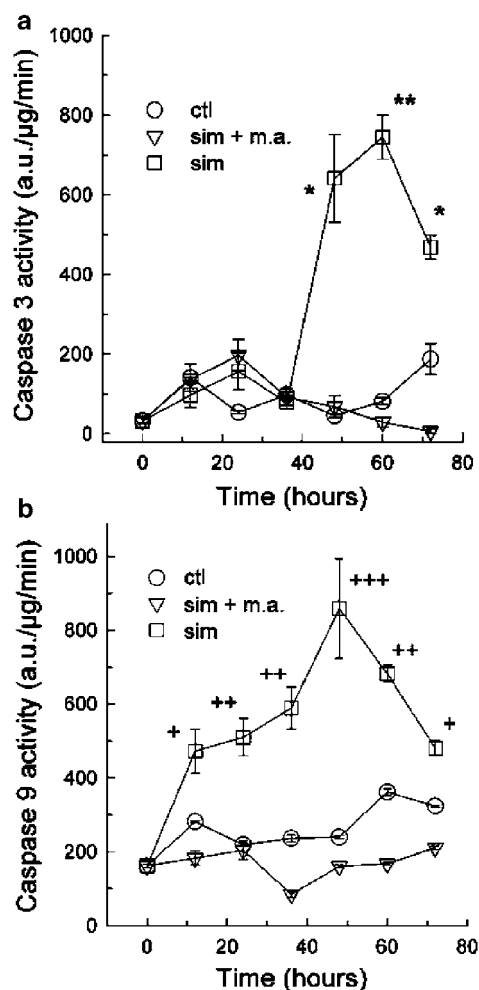 a
1000
800
600
400
200
0
Caspase 3 activity (a.u./µg/min)
ctl
sim + m.a.
sim
*
**
*
0 20 40 60 80
Time (hours)
b
1000
800
600
400
200
0
Caspase 9 activity (a.u./µg/min)
ctl
sim + m.a.
sim
+
++
++
+++
++
+
0 20 40 60 80
Time (hours)